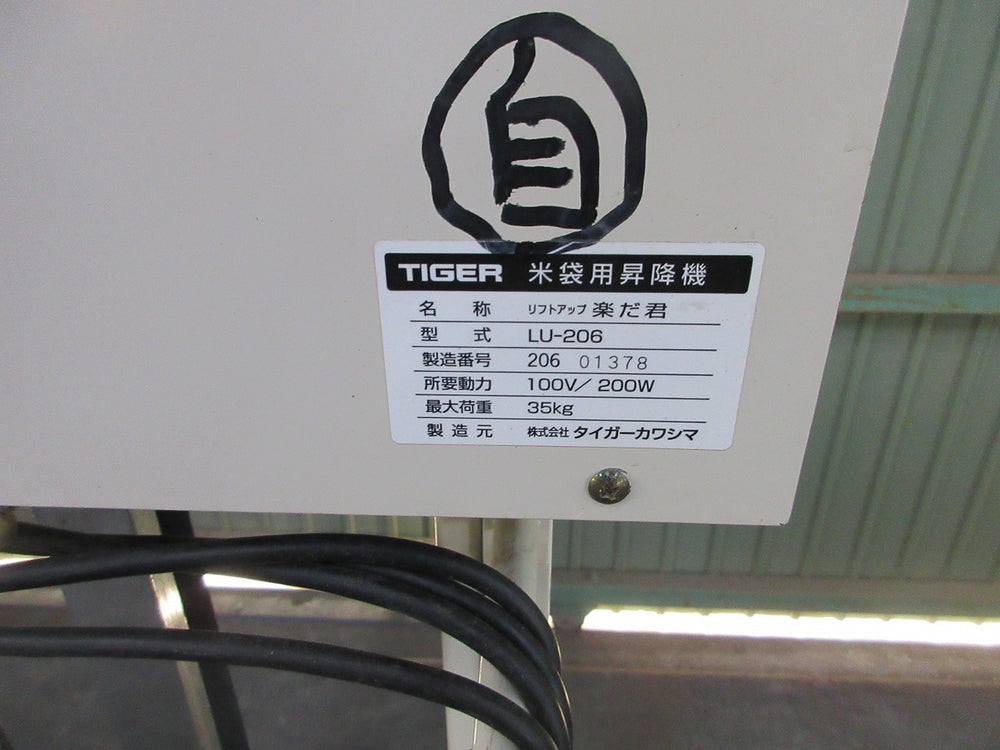 自
TIGER 米袋用昇降機
名称 リフトアップ 楽だ君
型式 LU-206
製造番号 206 01378
所要動力 100V／200W
最大荷重 35kg
製造元 株式会社 タイガーカワシマ